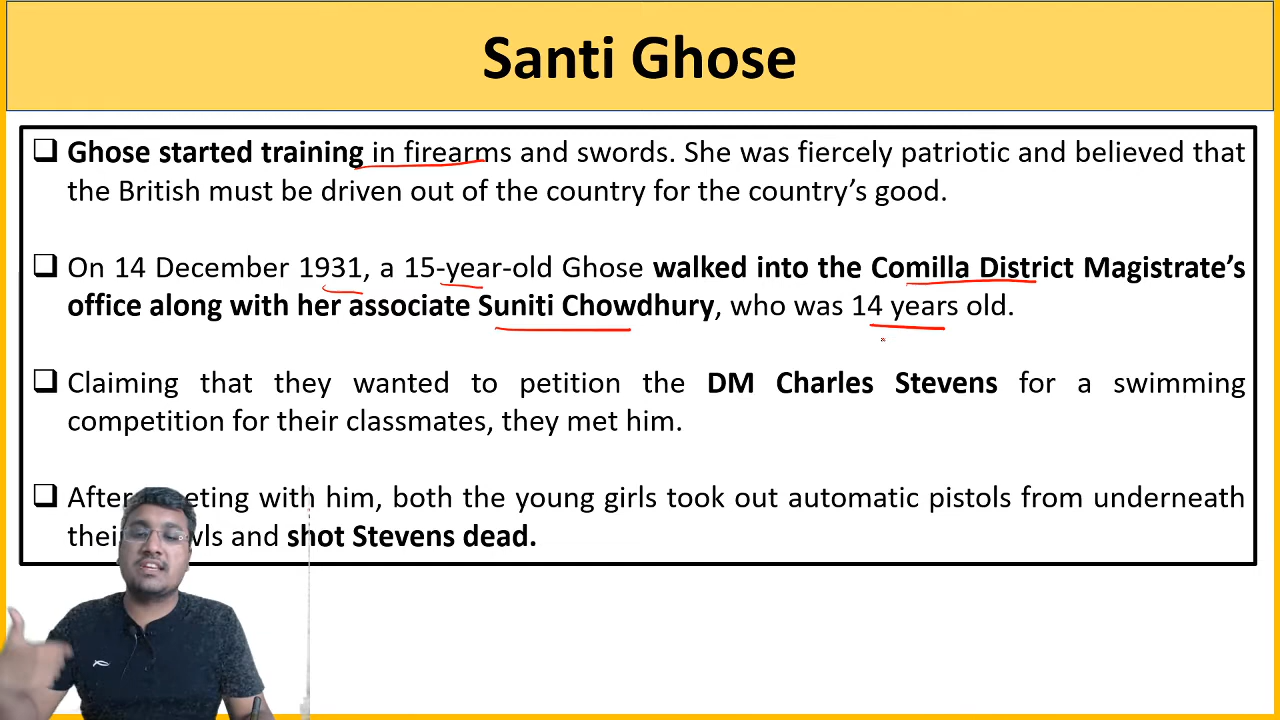 Santi Ghose
❑ Ghose started training in firearms and swords. She was fiercely patriotic and believed that
the British must be driven out of the country for the country's good.
❑ On 14 December 1931, a 15-year-old Ghose walked into the Comilla District Magistrate's
office along with her associate Suniti Chowdhury, who was 14 years old.
❑ Claiming that they wanted to petition the DM Charles Stevens for a swimming
competition for their classmates, they met him.
❑ After with him, both the young girls took out automatic pistols from underneath
and shot Stevens dead.